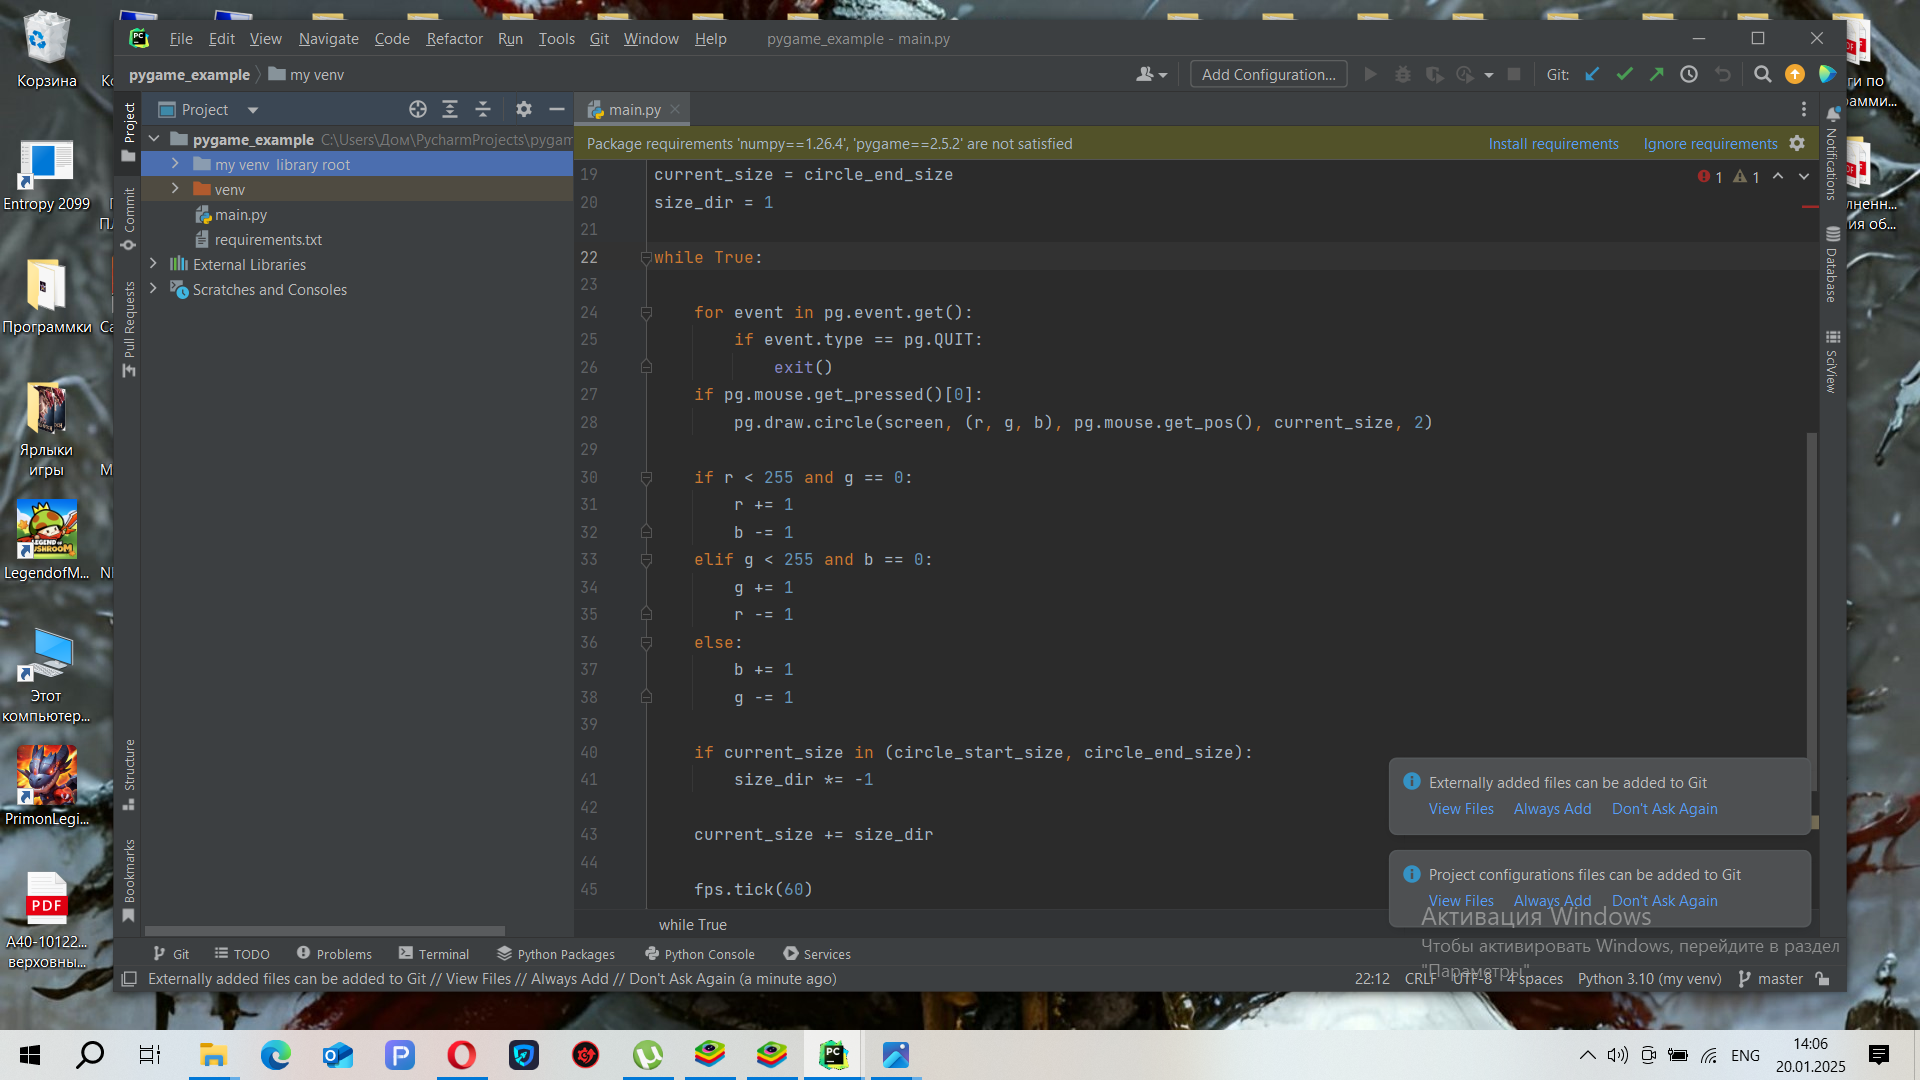 Корзина
Entropy 2099
Программки
Ярлыки
игры
LegendofM...
Этот
компьютер...
PrimonLegi...
PDF
А40-10122...
верховны...
File Edit View Navigate Code Refactor Run Tools Git Window Help pygame_example - main.py
pygame_example my venv
Add Configuration...
Git:
Project
main.py
Package requirements 'numpy==1.26.4', 'pygame==2.5.2' are not satisfied
Install requirements Ignore requirements
pygame_example C:\Users\Дом\PycharmProjects\pygam
my venv library root
venv
main.py
requirements.txt
External Libraries
Scratches and Consoles
Project
Commit
Pull Requests
Structure
Bookmarks
1 1
19 current_size = circle_end_size
20 size_dir = 1
21
22 while True:
23
24 for event in pg.event.get():
25 if event.type == pg.QUIT:
26 exit()
27 if pg.mouse.get_pressed()[0]:
28 pg.draw.circle(screen, (r, g, b), pg.mouse.get_pos(), current_size, 2)
29
30 if r < 255 and g == 0:
31 r += 1
32 b -= 1
33 elif g < 255 and b == 0:
34 g += 1
35 r -= 1
36 else:
37 b += 1
38 g -= 1
39
40 if current_size in (circle_start_size, circle_end_size):
41 size_dir *= -1
42
43 current_size += size_dir
44
45 fps.tick(60)
while True
Notifications
Database
SciView
Externally added files can be added to Git
View Files Always Add Don't Ask Again
Project configurations files can be added to Git
View Files Always Add Don't Ask Again
Активация Windows
Чтобы активировать Windows, перейдите в раздел
"Параметры"
Git TODO Problems Terminal Python Packages Python Console Services
Externally added files can be added to Git // View Files // Always Add // Don't Ask Again (a minute ago)
22:12 CRLF UTF-8 4 spaces Python 3.10 (my venv) master
ENG
14:06
20.01.2025